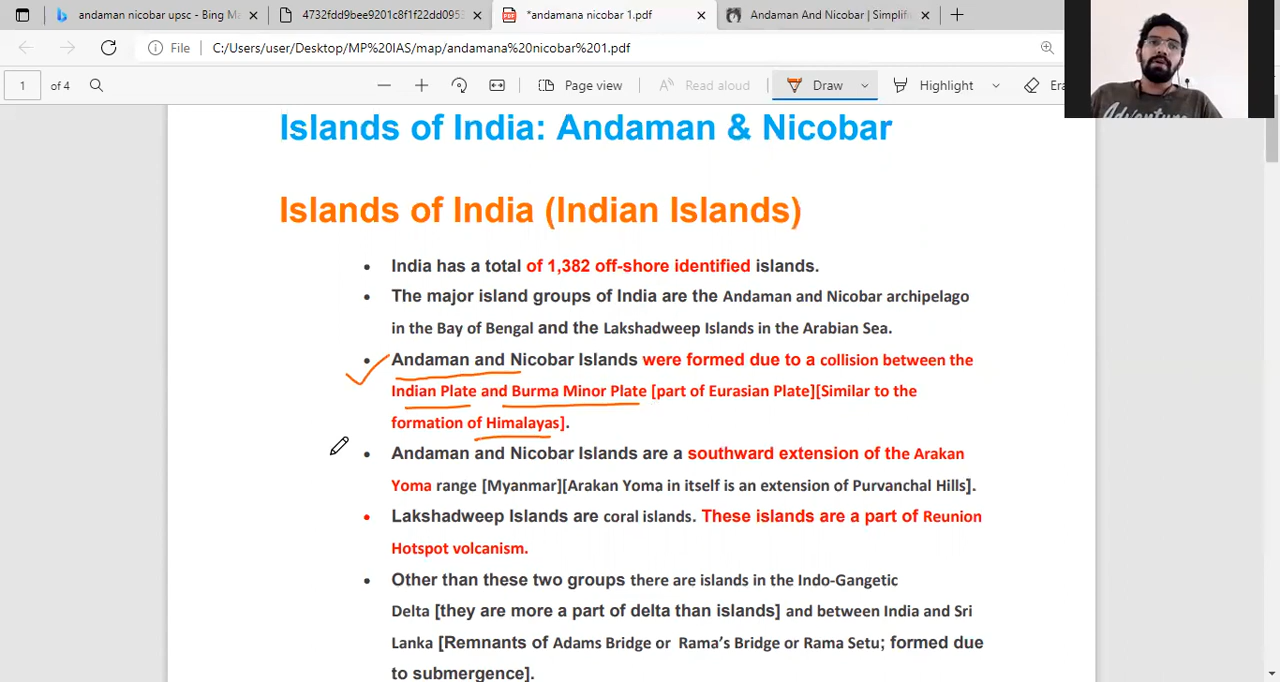 andaman nicobar upsc - Bing Ma
4732fdd9bee9201c8f1f22dd095
*andamana nicobar 1.pdf
Andaman And Nicobar | Simplif
File
C:/Users/user/Desktop/MP%20IAS/map/andamana%20nicobar%201.pdf
1 of 4
Page view
Read aloud
Draw
Highlight
Era
Adventure
Islands of India: Andaman & Nicobar
Islands of India (Indian Islands)
• India has a total of 1,382 off-shore identified islands.
• The major island groups of India are the Andaman and Nicobar archipelago
in the Bay of Bengal and the Lakshadweep Islands in the Arabian Sea.
• Andaman and Nicobar Islands were formed due to a collision between the
Indian Plate and Burma Minor Plate [part of Eurasian Plate][Similar to the
formation of Himalayas].
• Andaman and Nicobar Islands are a southward extension of the Arakan
Yoma range [Myanmar][Arakan Yoma in itself is an extension of Purvanchal Hills].
• Lakshadweep Islands are coral islands. These islands are a part of Reunion
Hotspot volcanism.
• Other than these two groups there are islands in the Indo-Gangetic
Delta [they are more a part of delta than islands] and between India and Sri
Lanka [Remnants of Adams Bridge or Rama's Bridge or Rama Setu; formed due
to submergence].